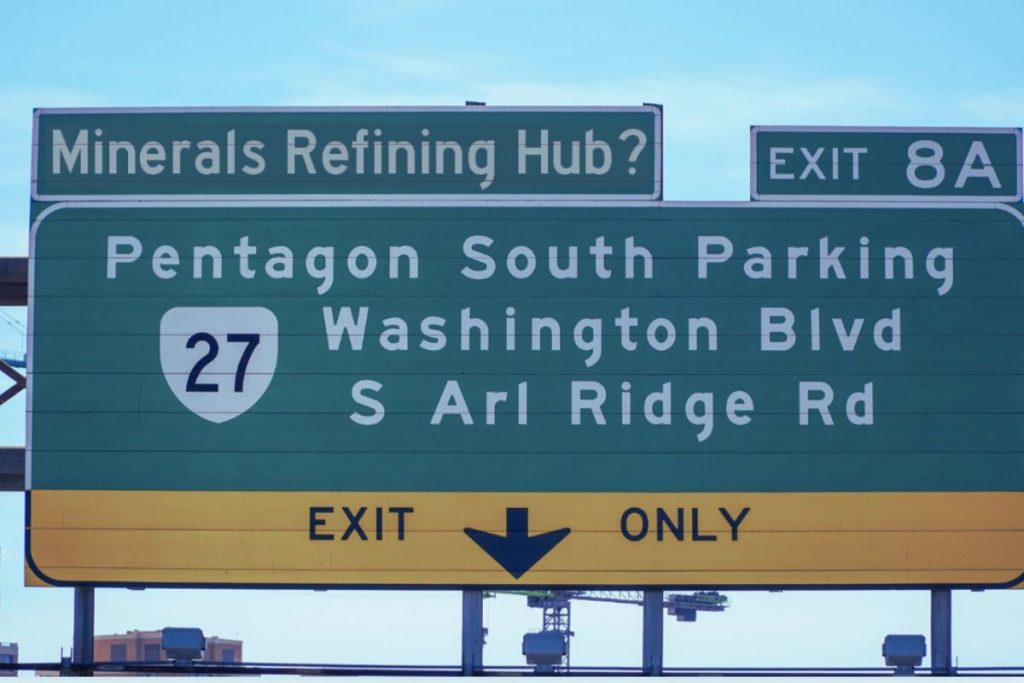 Minerals Refining Hub?
EXIT 8A
Pentagon South Parking
27
Washington Blvd
S Arl Ridge Rd
EXIT ONLY